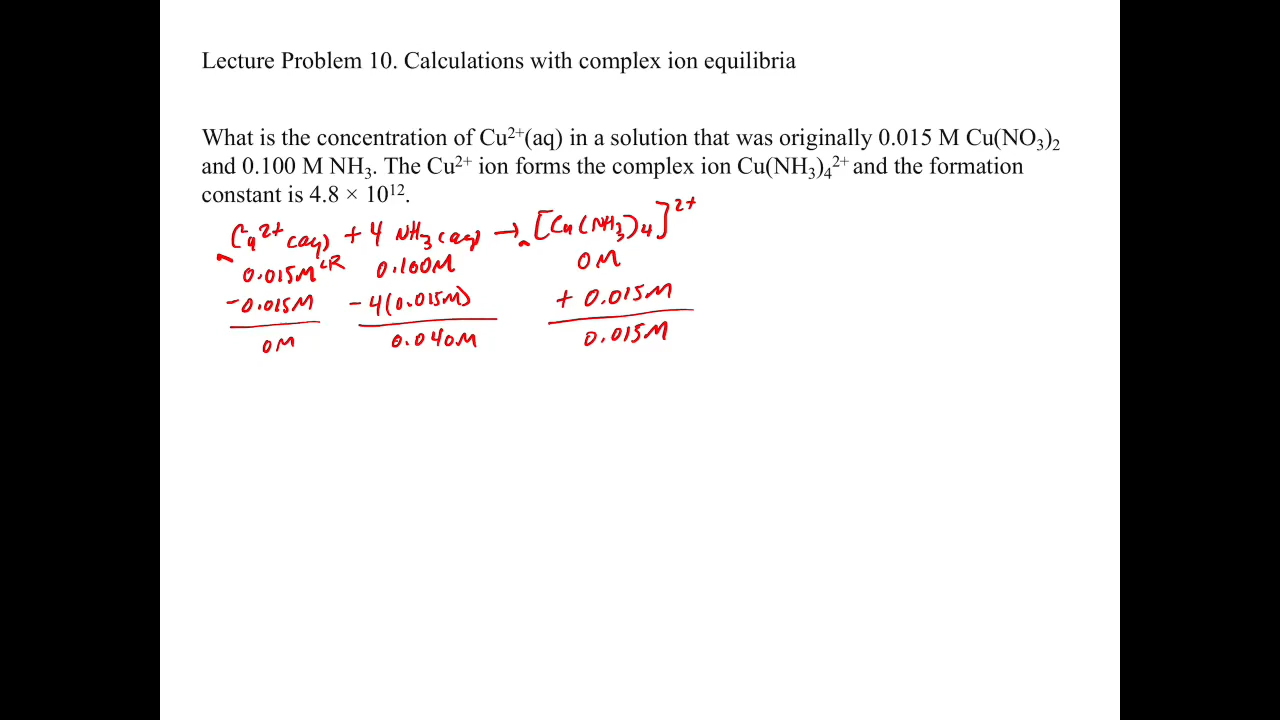 Lecture Problem 10. Calculations with complex ion equilibria
What is the concentration of Cu²⁺(aq) in a solution that was originally 0.015 M Cu(NO₃)₂
and 0.100 M NH₃. The Cu²⁺ ion forms the complex ion Cu(NH₃)₄²⁺ and the formation
constant is 4.8 × 10¹².
Cu²⁺(aq) + 4 NH₃(aq) → [Cu(NH₃)₄]²⁺
0.015M LR 0.100M 0M
-0.015M -4(0.015M) +0.015M
0M 0.040M 0.015M